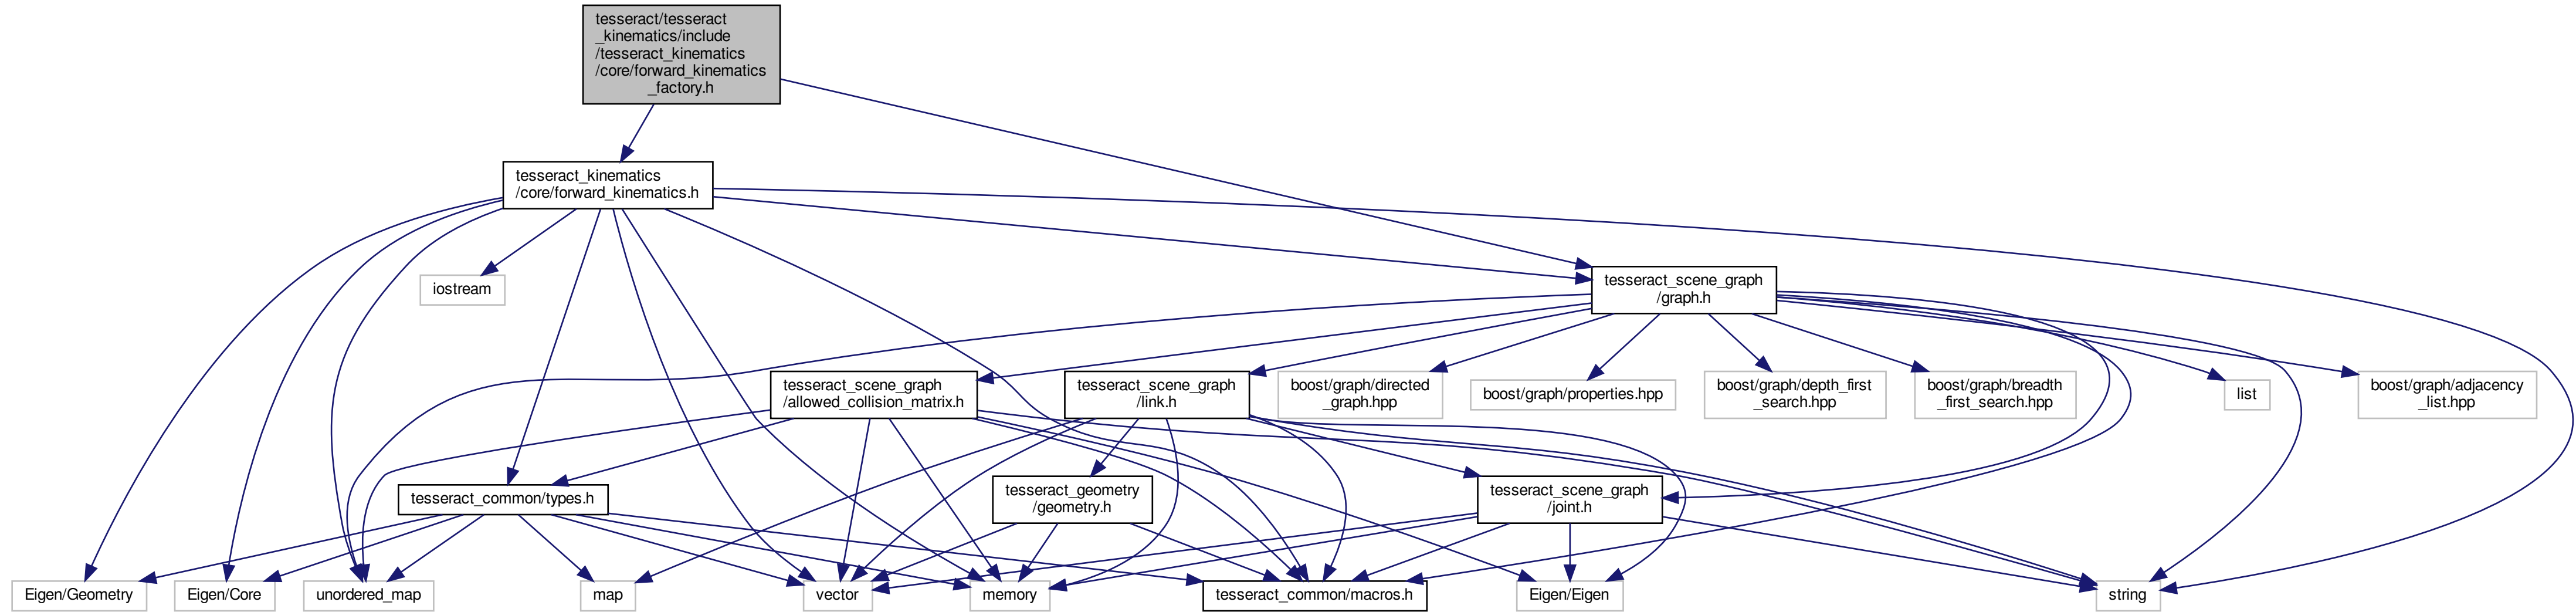 tesseract/tesseract
_kinematics/include
/tesseract_kinematics
/core/forward_kinematics
_factory.h
tesseract_kinematics
/core/forward_kinematics.h
iostream
tesseract_scene_graph
/graph.h
tesseract_scene_graph
/allowed_collision_matrix.h
tesseract_scene_graph
/link.h
boost/graph/directed
_graph.hpp
boost/graph/properties.hpp
boost/graph/depth_first
_search.hpp
boost/graph/breadth
_first_search.hpp
list
boost/graph/adjacency
_list.hpp
tesseract_common/types.h
tesseract_geometry
/geometry.h
tesseract_scene_graph
/joint.h
Eigen/Geometry
Eigen/Core
unordered_map
map
vector
memory
tesseract_common/macros.h
Eigen/Eigen
string